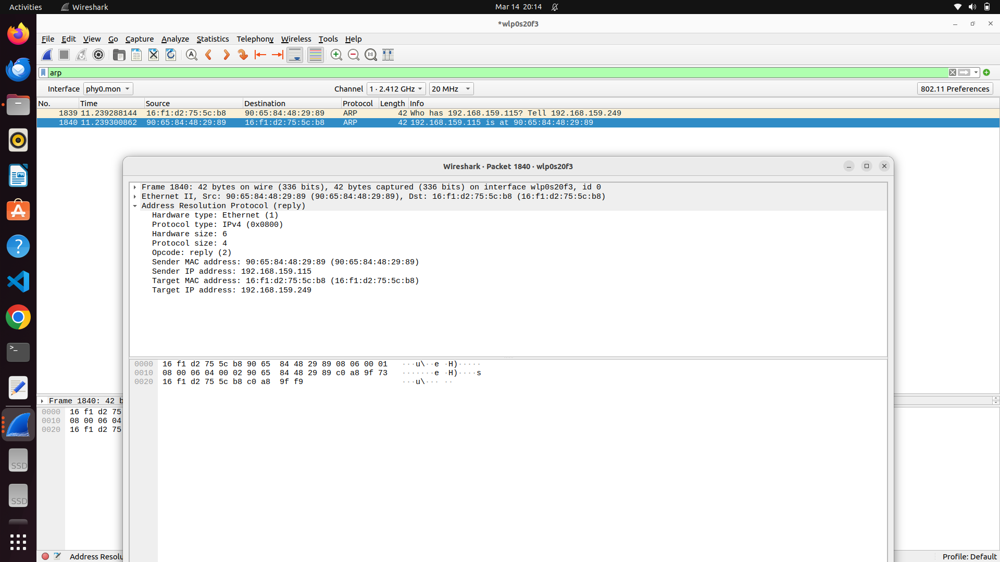 Activities Wireshark Mar 14 20:14
*wlp0s20f3
File Edit View Go Capture Analyze Statistics Telephony Wireless Tools Help
arp
Interface phy0.mon Channel 1 · 2.412 GHz 20 MHz 802.11 Preferences
No. Time Source Destination Protocol Length Info
1839 11.239288144 16:f1:d2:75:5c:b8 90:65:84:48:29:89 ARP 42 Who has 192.168.159.115? Tell 192.168.159.249
1840 11.239300862 90:65:84:48:29:89 16:f1:d2:75:5c:b8 ARP 42 192.168.159.115 is at 90:65:84:48:29:89
Wireshark · Packet 1840 · wlp0s20f3
Frame 1840: 42 bytes on wire (336 bits), 42 bytes captured (336 bits) on interface wlp0s20f3, id 0
Ethernet II, Src: 90:65:84:48:29:89 (90:65:84:48:29:89), Dst: 16:f1:d2:75:5c:b8 (16:f1:d2:75:5c:b8)
Address Resolution Protocol (reply)
Hardware type: Ethernet (1)
Protocol type: IPv4 (0x0800)
Hardware size: 6
Protocol size: 4
Opcode: reply (2)
Sender MAC address: 90:65:84:48:29:89 (90:65:84:48:29:89)
Sender IP address: 192.168.159.115
Target MAC address: 16:f1:d2:75:5c:b8 (16:f1:d2:75:5c:b8)
Target IP address: 192.168.159.249
0000 16 f1 d2 75 5c b8 90 65 84 48 29 89 08 06 00 01 ···u\··e ·H)·····
0010 08 00 06 04 00 02 90 65 84 48 29 89 c0 a8 9f 73 ·······e ·H)····s
0020 16 f1 d2 75 5c b8 c0 a8 9f f9 ···u\··· ··
Frame 1840: 42 b
0000 16 f1 d2 75
0010 08 00 06 04
0020 16 f1 d2 75
SSD
SSD
Address Resolu Profile: Default